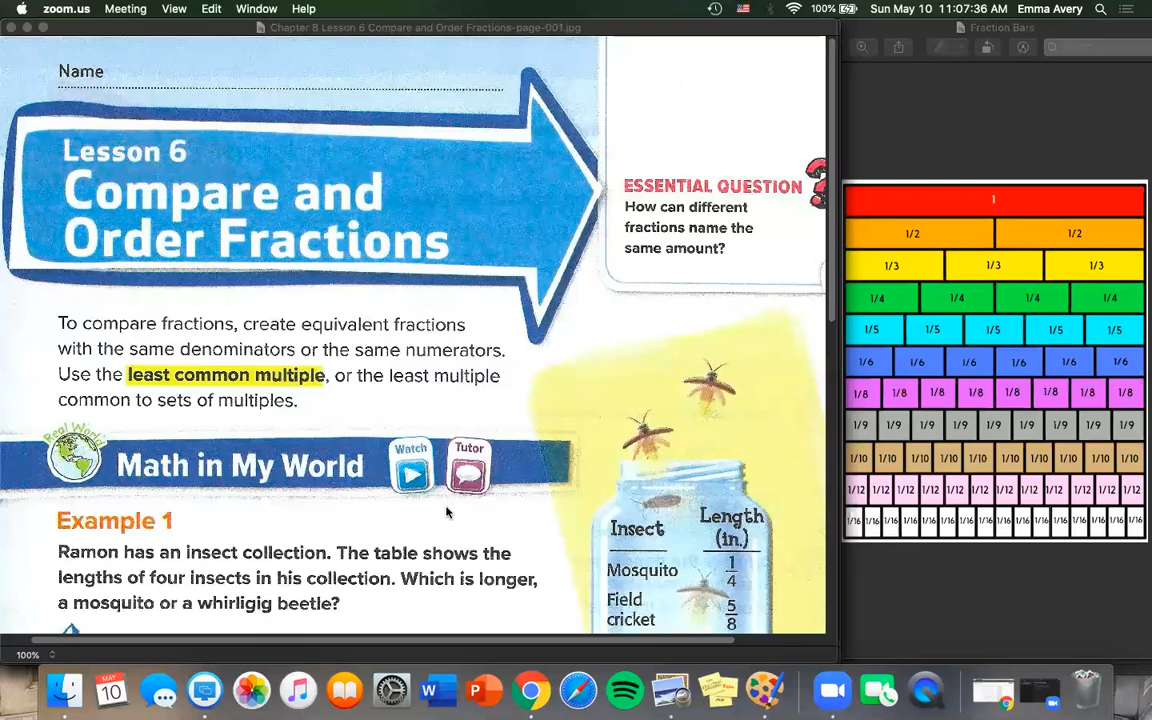 zoom.us Meeting View Edit Window Help 100% Sun May 10 11:07:36 AM Emma Avery
Chapter 8 Lesson 6 Compare and Order Fractions-page-001.jpg
Fraction Bars
Name
Lesson 6
Compare and
Order Fractions
ESSENTIAL QUESTION
How can different
fractions name the
same amount?
?
To compare fractions, create equivalent fractions
with the same denominators or the same numerators.
Use the least common multiple, or the least multiple
common to sets of multiples.
Real World
Math in My World
Watch
Tutor
Example 1
Ramon has an insect collection. The table shows the
lengths of four insects in his collection. Which is longer,
a mosquito or a whirligig beetle?
Insect Length (in.)
Mosquito 1/4
Field cricket 5/8
1
1/2 1/2
1/3 1/3 1/3
1/4 1/4 1/4 1/4
1/5 1/5 1/5 1/5 1/5
1/6 1/6 1/6 1/6 1/6 1/6
1/8 1/8 1/8 1/8 1/8 1/8 1/8 1/8
1/9 1/9 1/9 1/9 1/9 1/9 1/9 1/9 1/9
1/10 1/10 1/10 1/10 1/10 1/10 1/10 1/10 1/10 1/10
1/12 1/12 1/12 1/12 1/12 1/12 1/12 1/12 1/12 1/12 1/12 1/12
1/16 1/16 1/16 1/16 1/16 1/16 1/16 1/16 1/16 1/16 1/16 1/16 1/16 1/16 1/16 1/16
100%
MAY
10
W
P